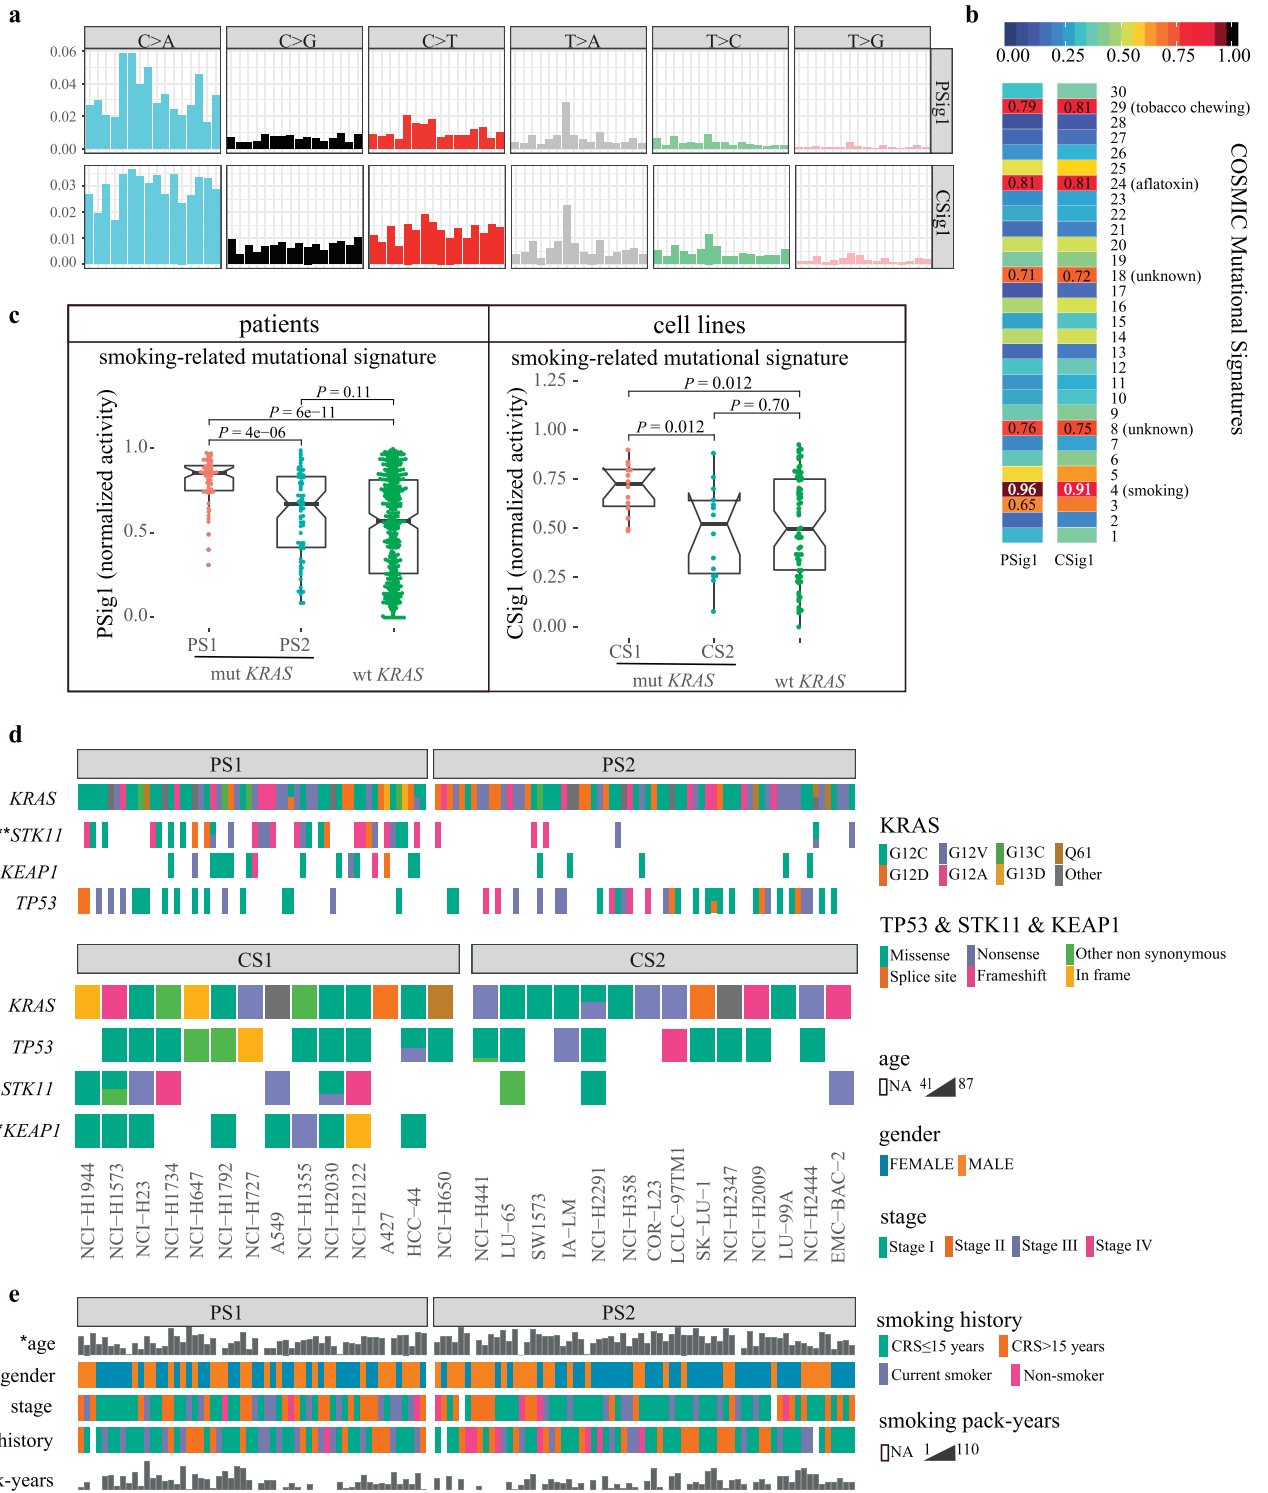 a
C>A C>G C>T T>A T>C T>G
0.06
0.04
0.02
0.00
PSig1
0.03
0.02
0.01
0.00
CSig1
b
0.00 0.25 0.50 0.75 1.00
30
0.79 0.81 29 (tobacco chewing)
28
27
26
25
0.81 0.81 24 (aflatoxin)
23
22
21
20
19
0.71 0.72 18 (unknown)
17
16
15
14
13
12
11
10
9
0.76 0.75 8 (unknown)
7
6
5
0.96 0.91 4 (smoking)
0.65 3
2
1
PSig1 CSig1
COSMIC Mutational Signatures
c
patients
smoking-related mutational signature
PSig1 (normalized activity)
P = 0.11
P = 6e−11
P = 4e−06
1.0
0.5
0.0
PS1 PS2
mut KRAS wt KRAS
cell lines
smoking-related mutational signature
CSig1 (normalized activity)
1.25
P = 0.012
P = 0.70
P = 0.012
1.00
0.75
0.50
0.25
0.00
CS1 CS2
mut KRAS wt KRAS
d
PS1 PS2
KRAS
*STK11
KEAP1
TP53
CS1 CS2
KRAS
TP53
STK11
KEAP1
NCI−H1944
NCI−H1573
NCI−H23
NCI−H1734
NCI−H647
NCI−H1792
NCI−H727
A549
NCI−H1355
NCI−H2030
NCI−H2122
A427
HCC−44
NCI−H650
NCI−H441
LU−65
SW1573
IA−LM
NCI−H2291
NCI−H358
COR−L23
LCLC−97TM1
SK−LU−1
NCI−H2347
NCI−H2009
LU−99A
NCI−H2444
EMC−BAC−2
KRAS
G12C G12V G13C Q61
G12D G12A G13D Other
TP53 & STK11 & KEAP1
Missense Nonsense Other non synonymous
Splice site Frameshift In frame
age
NA 41 87
gender
FEMALE MALE
stage
Stage I Stage II Stage III Stage IV
e
PS1 PS2
*age
gender
stage
history
k-years
smoking history
CRS≤15 years CRS>15 years
Current smoker Non-smoker
smoking pack-years
NA 1 110